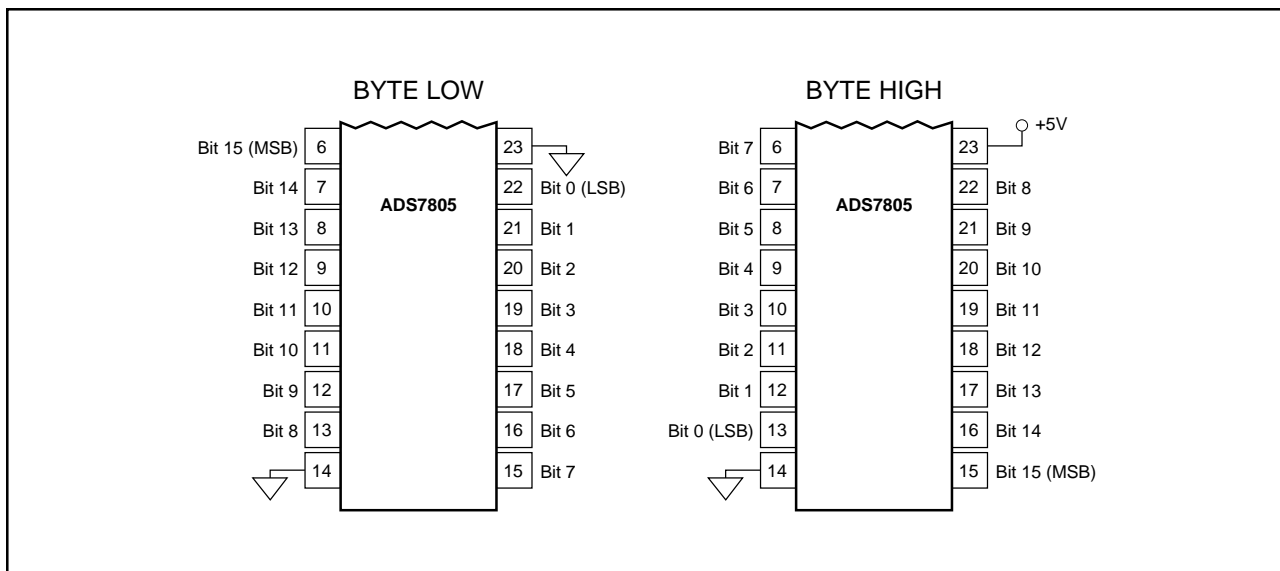 BYTE LOW
Bit 15 (MSB) 6
Bit 14 7
Bit 13 8
Bit 12 9
Bit 11 10
Bit 10 11
Bit 9 12
Bit 8 13
14
ADS7805
23
22 Bit 0 (LSB)
21 Bit 1
20 Bit 2
19 Bit 3
18 Bit 4
17 Bit 5
16 Bit 6
15 Bit 7
BYTE HIGH
Bit 7 6
Bit 6 7
Bit 5 8
Bit 4 9
Bit 3 10
Bit 2 11
Bit 1 12
Bit 0 (LSB) 13
14
ADS7805
23 +5V
22 Bit 8
21 Bit 9
20 Bit 10
19 Bit 11
18 Bit 12
17 Bit 13
16 Bit 14
15 Bit 15 (MSB)